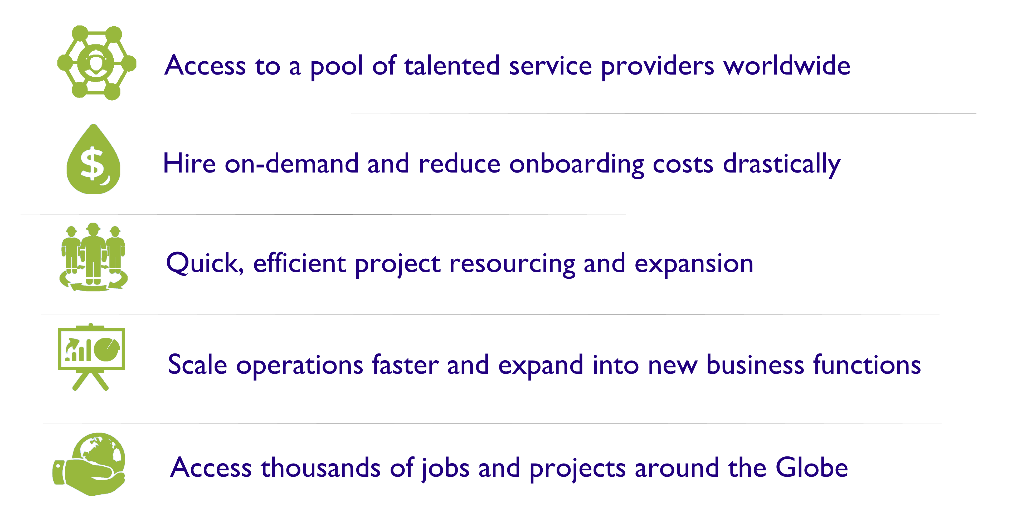 Access to a pool of talented service providers worldwide
$
Hire on-demand and reduce onboarding costs drastically
Quick, efficient project resourcing and expansion
Scale operations faster and expand into new business functions
Access thousands of jobs and projects around the Globe